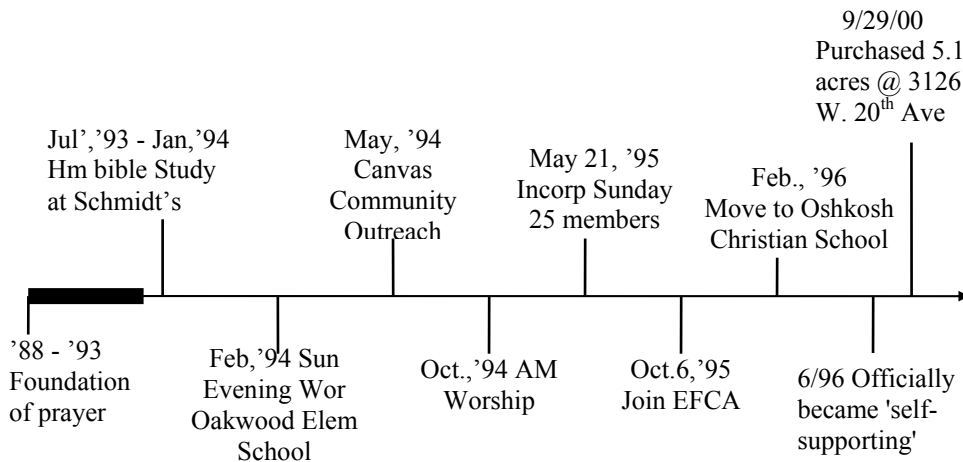 9/29/00
Purchased 5.1
acres @ 3126
W. 20th Ave
Jul’,’93 - Jan,’94
Hm bible Study
at Schmidt’s
May, ’94
Canvas
Community
Outreach
May 21, ’95
Incorp Sunday
25 members
Feb., ’96
Move to Oshkosh
Christian School
’88 - ’93
Foundation
of prayer
Feb,’94 Sun
Evening Wor
Oakwood Elem
School
Oct.,’94 AM
Worship
Oct.6,’95
Join EFCA
6/96 Officially
became 'self-
supporting'